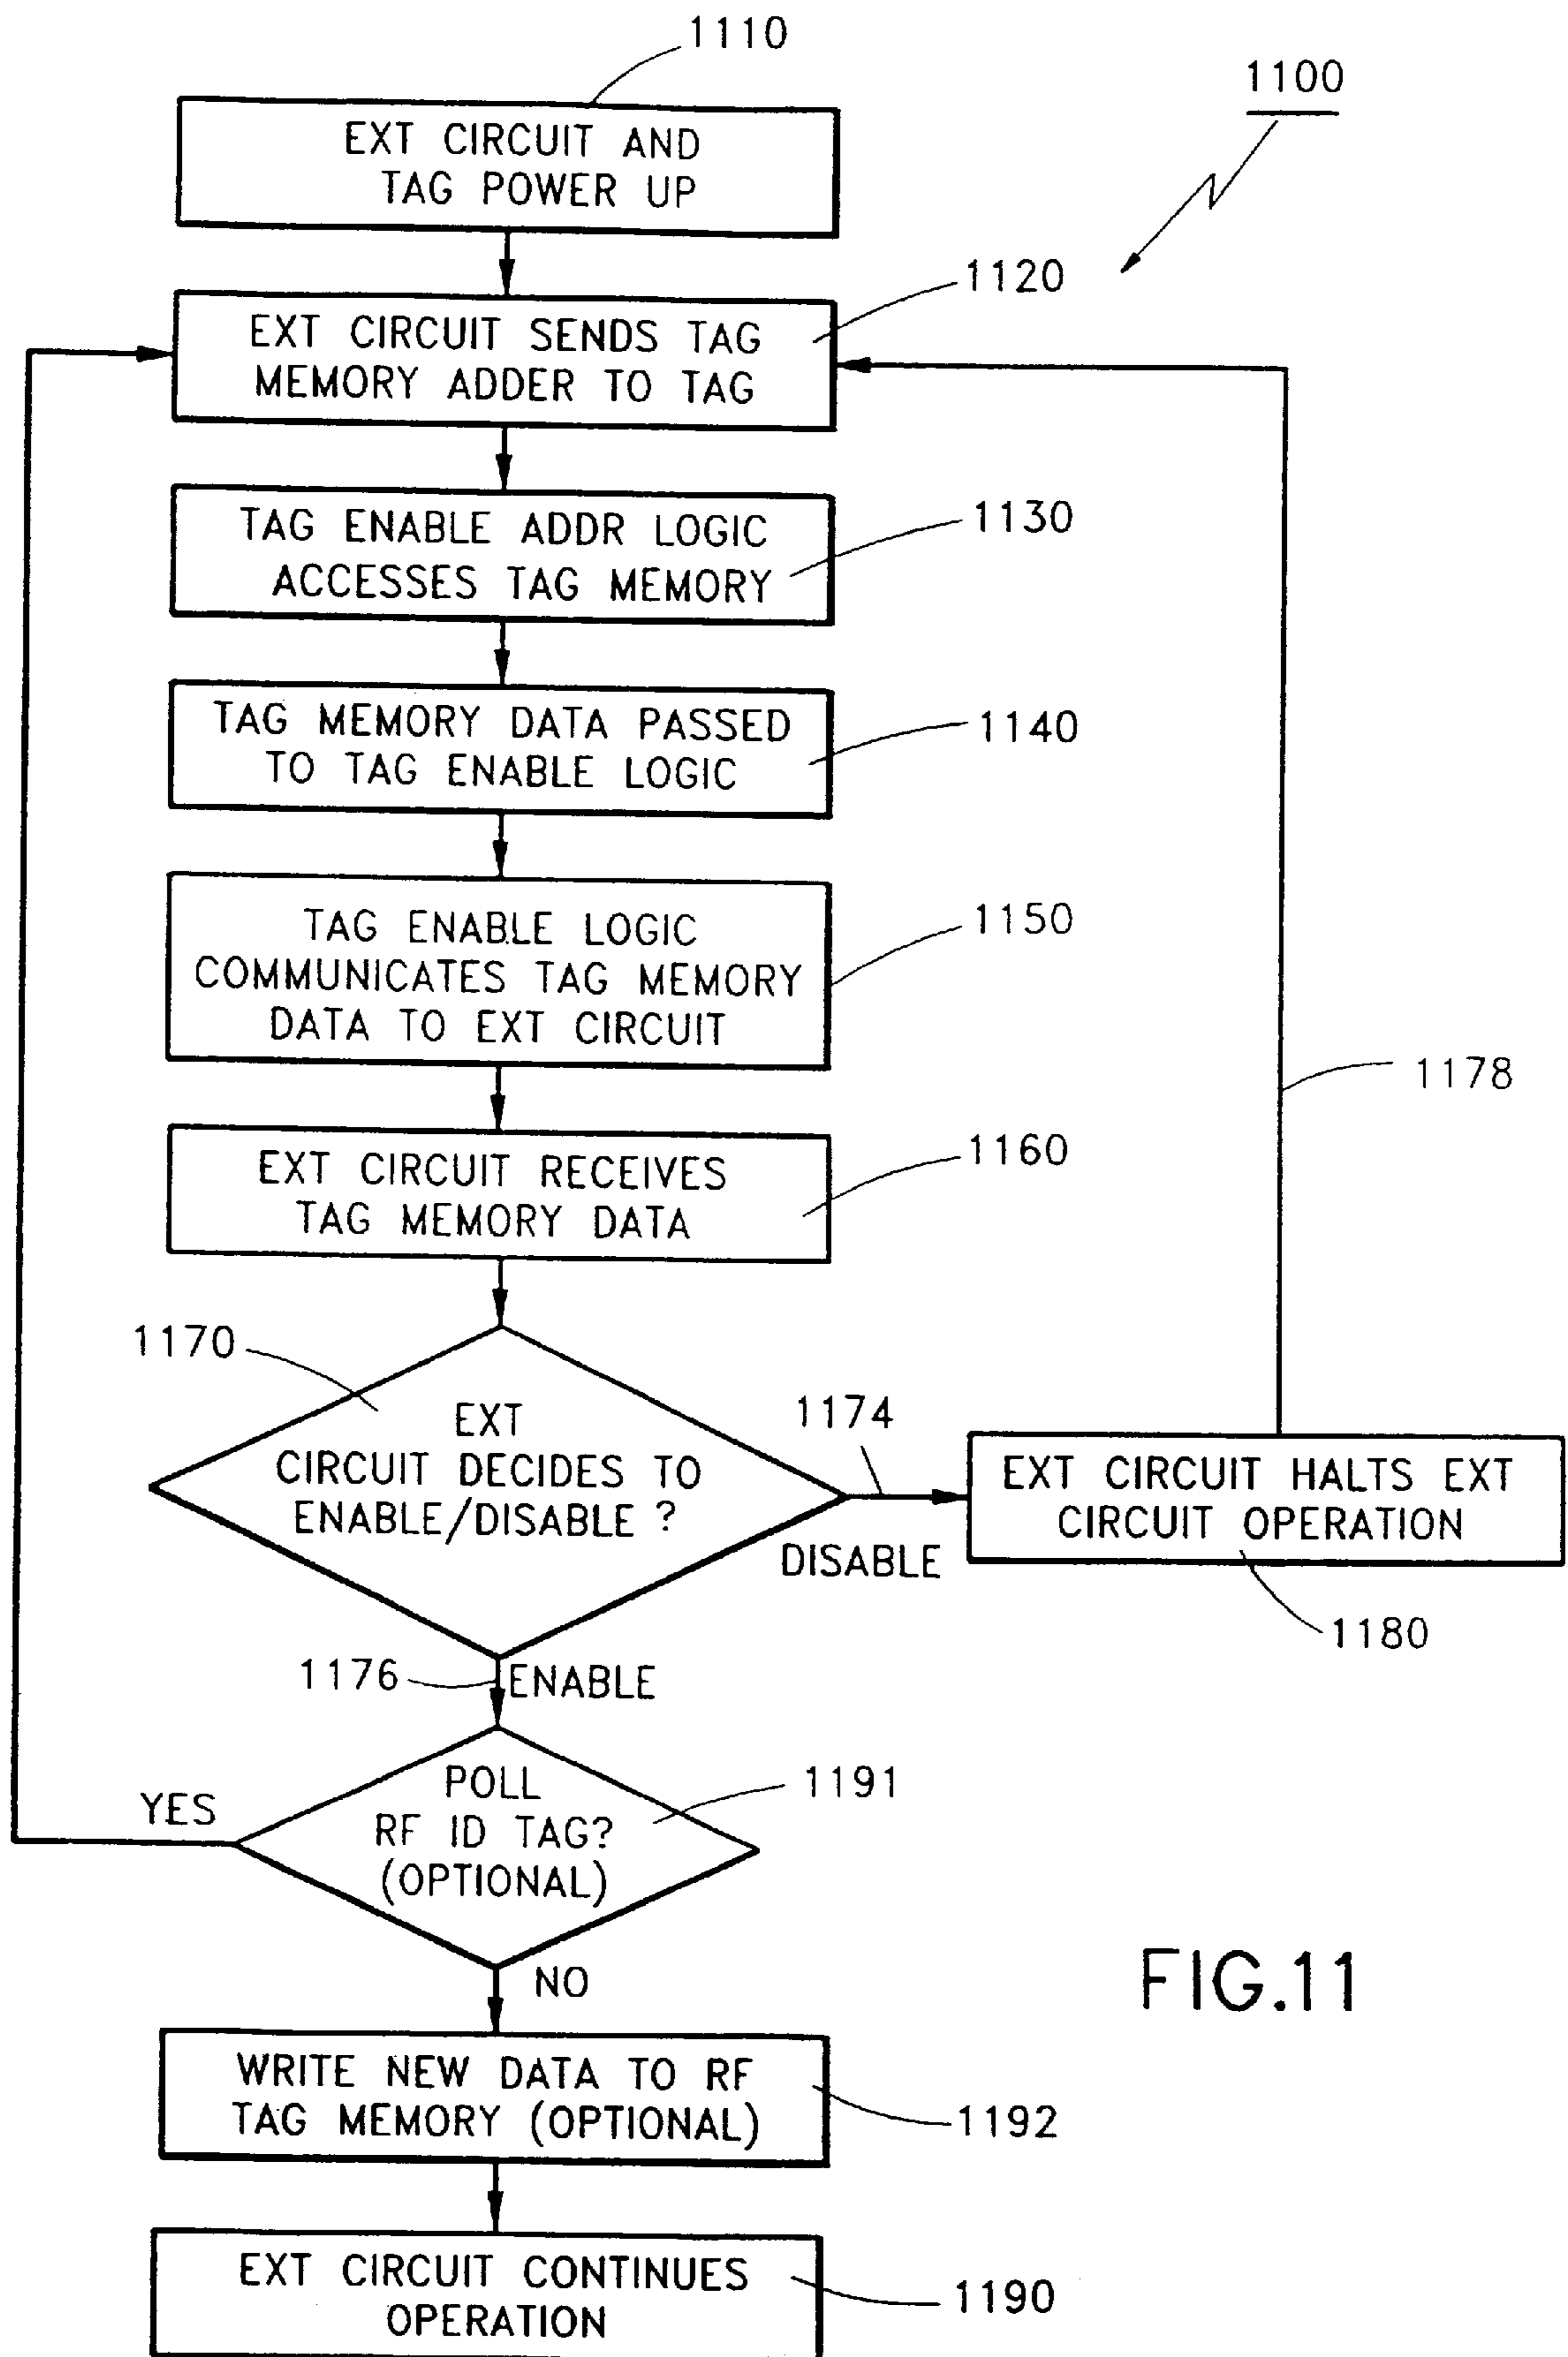 1110
1100
EXT CIRCUIT AND
TAG POWER UP
1120
EXT CIRCUIT SENDS TAG
MEMORY ADDER TO TAG
TAG ENABLE ADDR LOGIC
ACCESSES TAG MEMORY
1130
TAG MEMORY DATA PASSED
TO TAG ENABLE LOGIC
1140
TAG ENABLE LOGIC
COMMUNICATES TAG MEMORY
DATA TO EXT CIRCUIT
1150
1178
EXT CIRCUIT RECEIVES
TAG MEMORY DATA
1160
1170
EXT
CIRCUIT DECIDES TO
ENABLE/DISABLE ?
1174
DISABLE
EXT CIRCUIT HALTS EXT
CIRCUIT OPERATION
1180
1176
ENABLE
POLL
RF ID TAG?
(OPTIONAL)
1191
YES
NO
FIG.11
WRITE NEW DATA TO RF
TAG MEMORY (OPTIONAL)
1192
EXT CIRCUIT CONTINUES
OPERATION
1190